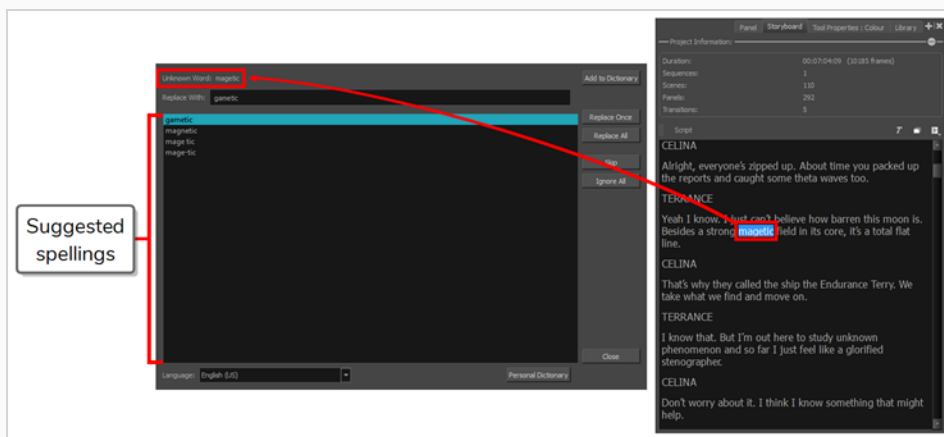 Suggested
spellings
Unknown Word: magetic
Add to Dictionary
Replace With: gametic
gametic
magnetic
mage tic
mage-tic
Replace Once
Replace All
Skip
Ignore All
Close
Language: English (US)
Personal Dictionary
Panel Storyboard Tool Properties : Colour Library
Project Information:
Duration: 00:07:04:09 (10185 frames)
Sequences: 1
Scenes: 110
Panels: 292
Transitions: 5
Script
CELINA
Alright, everyone's zipped up. About time you packed up
the reports and caught some theta waves too.
TERRANCE
Yeah I know. I just can't believe how barren this moon is.
Besides a strong magetic field in its core, it's a total flat
line.
CELINA
That's why they called the ship the Endurance Terry. We
take what we find and move on.
TERRANCE
I know that. But I'm out here to study unknown
phenomenon and so far I just feel like a glorified
stenographer.
CELINA
Don't worry about it. I think I know something that might
help.